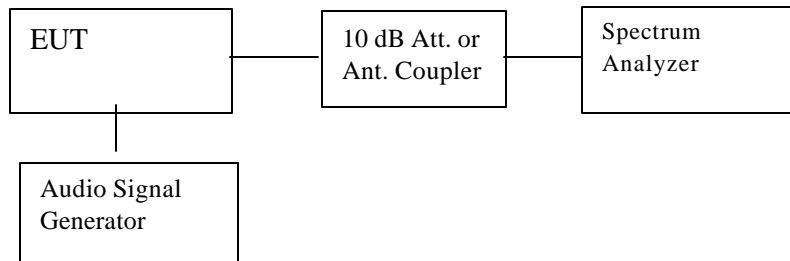 EUT
10 dB Att. or
Ant. Coupler
Spectrum
Analyzer
Audio Signal
Generator